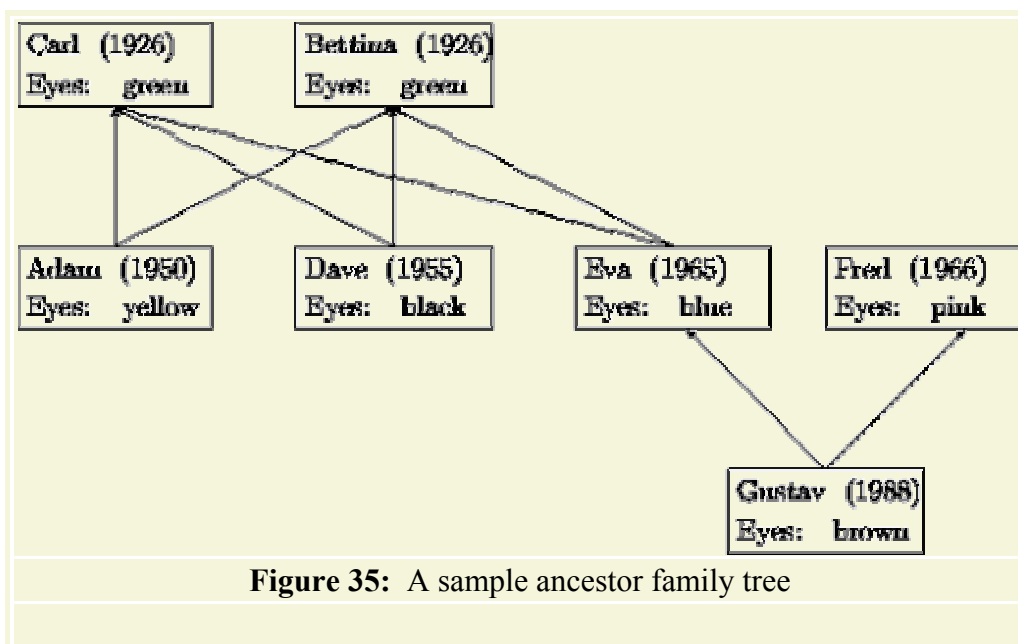 Carl (1926)
Eyes: green
Bettina (1926)
Eyes: green
Adam (1950)
Eyes: yellow
Dave (1955)
Eyes: black
Eva (1965)
Eyes: blue
Fred (1966)
Eyes: pink
Gustav (1988)
Eyes: brown
Figure 35: A sample ancestor family tree